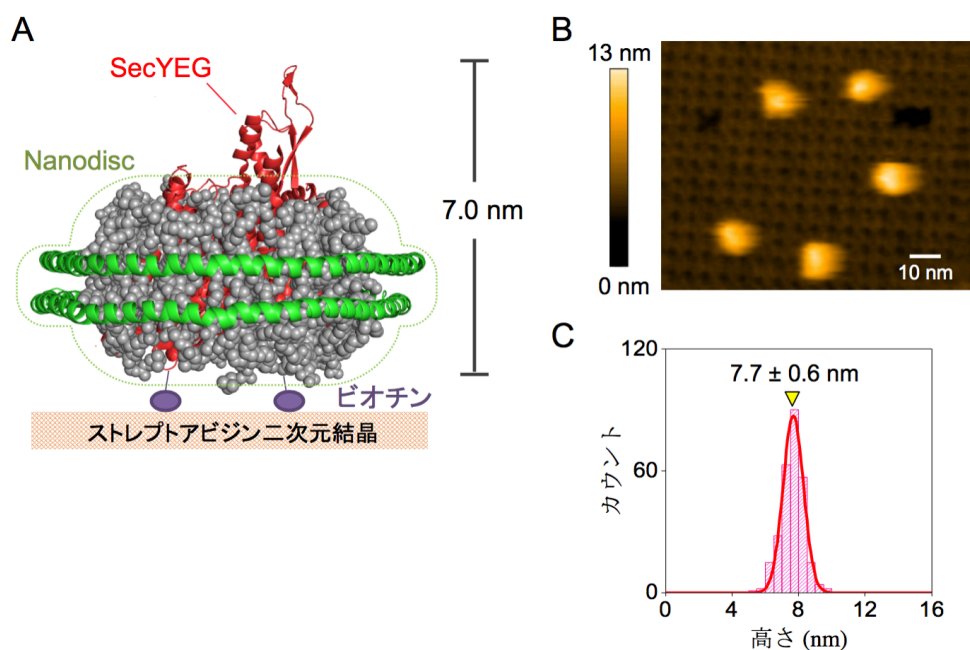 A
SecYEG
Nanodisc
7.0 nm
ビオチン
ストレプトアビジン二次元結晶
B
13 nm
0 nm
10 nm
C
120
60
0
7.7 ± 0.6 nm
カウント
0 4 8 12 16
高さ (nm)